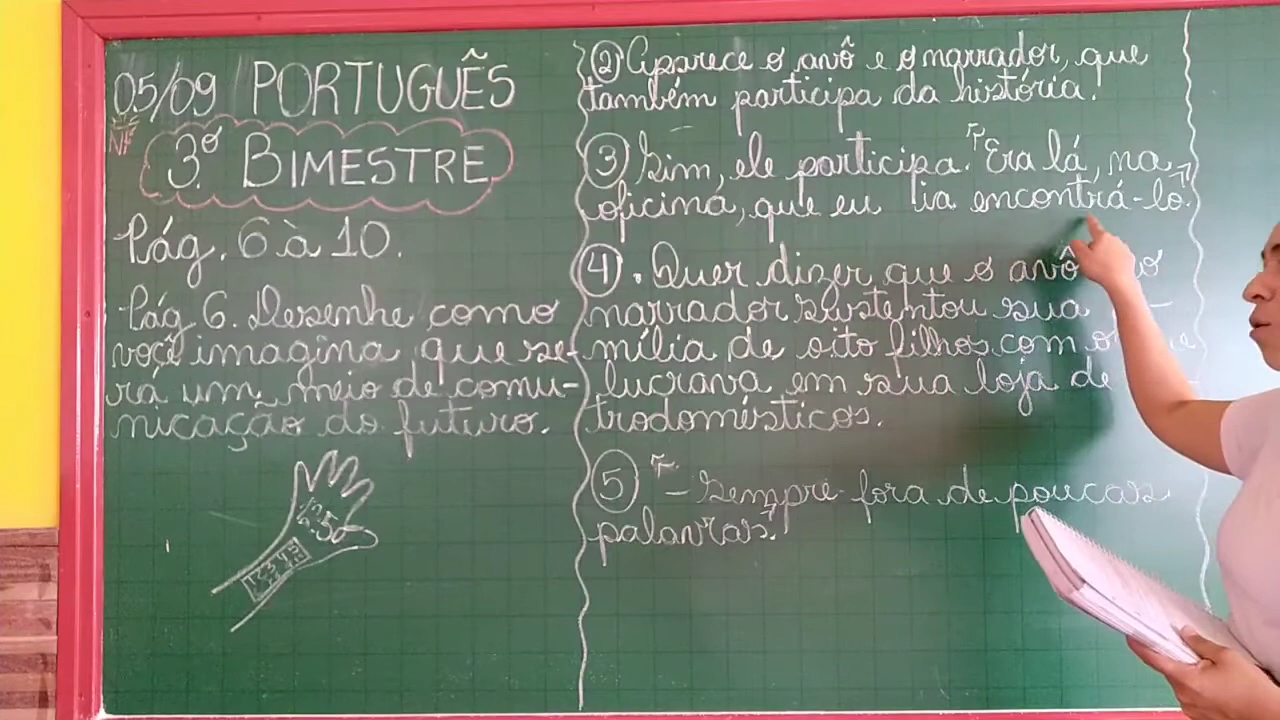 05/09 PORTUGUÊS
NF
3º BIMESTRE
Pág. 6 à 10.
Pág 6. Desenhe como
você imagina que se-
rá um meio de comu-
nicação do futuro.
② Aparece o avô e o narrador, que
também participa da história.
③ Sim, ele participa. "Era lá, na
oficina, que eu ia encontrá-lo"
④. Quer dizer que o avô
narrador sustentou sua
mília de oito filhos com o
lucrava em sua loja de
trodomésticos.
⑤ "- Sempre fora de poucas
palavras"